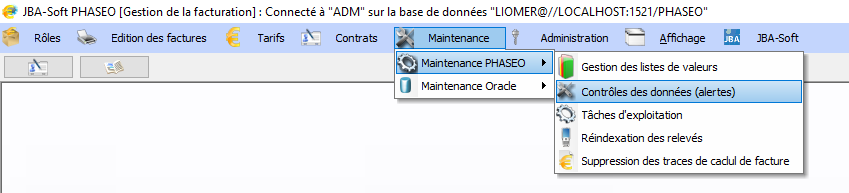 JBA-Soft PHASEO [Gestion de la facturation] : Connecté à "ADM" sur la base de données "LIOMER@//LOCALHOST:1521/PHASEO"
Rôles Edition des factures Tarifs Contrats Maintenance Administration Affichage JBA JBA-Soft
Maintenance PHASEO
Maintenance Oracle
Gestion des listes de valeurs
Contrôles des données (alertes)
Tâches d'exploitation
Réindexation des relevés
Suppression des traces de caclul de facture